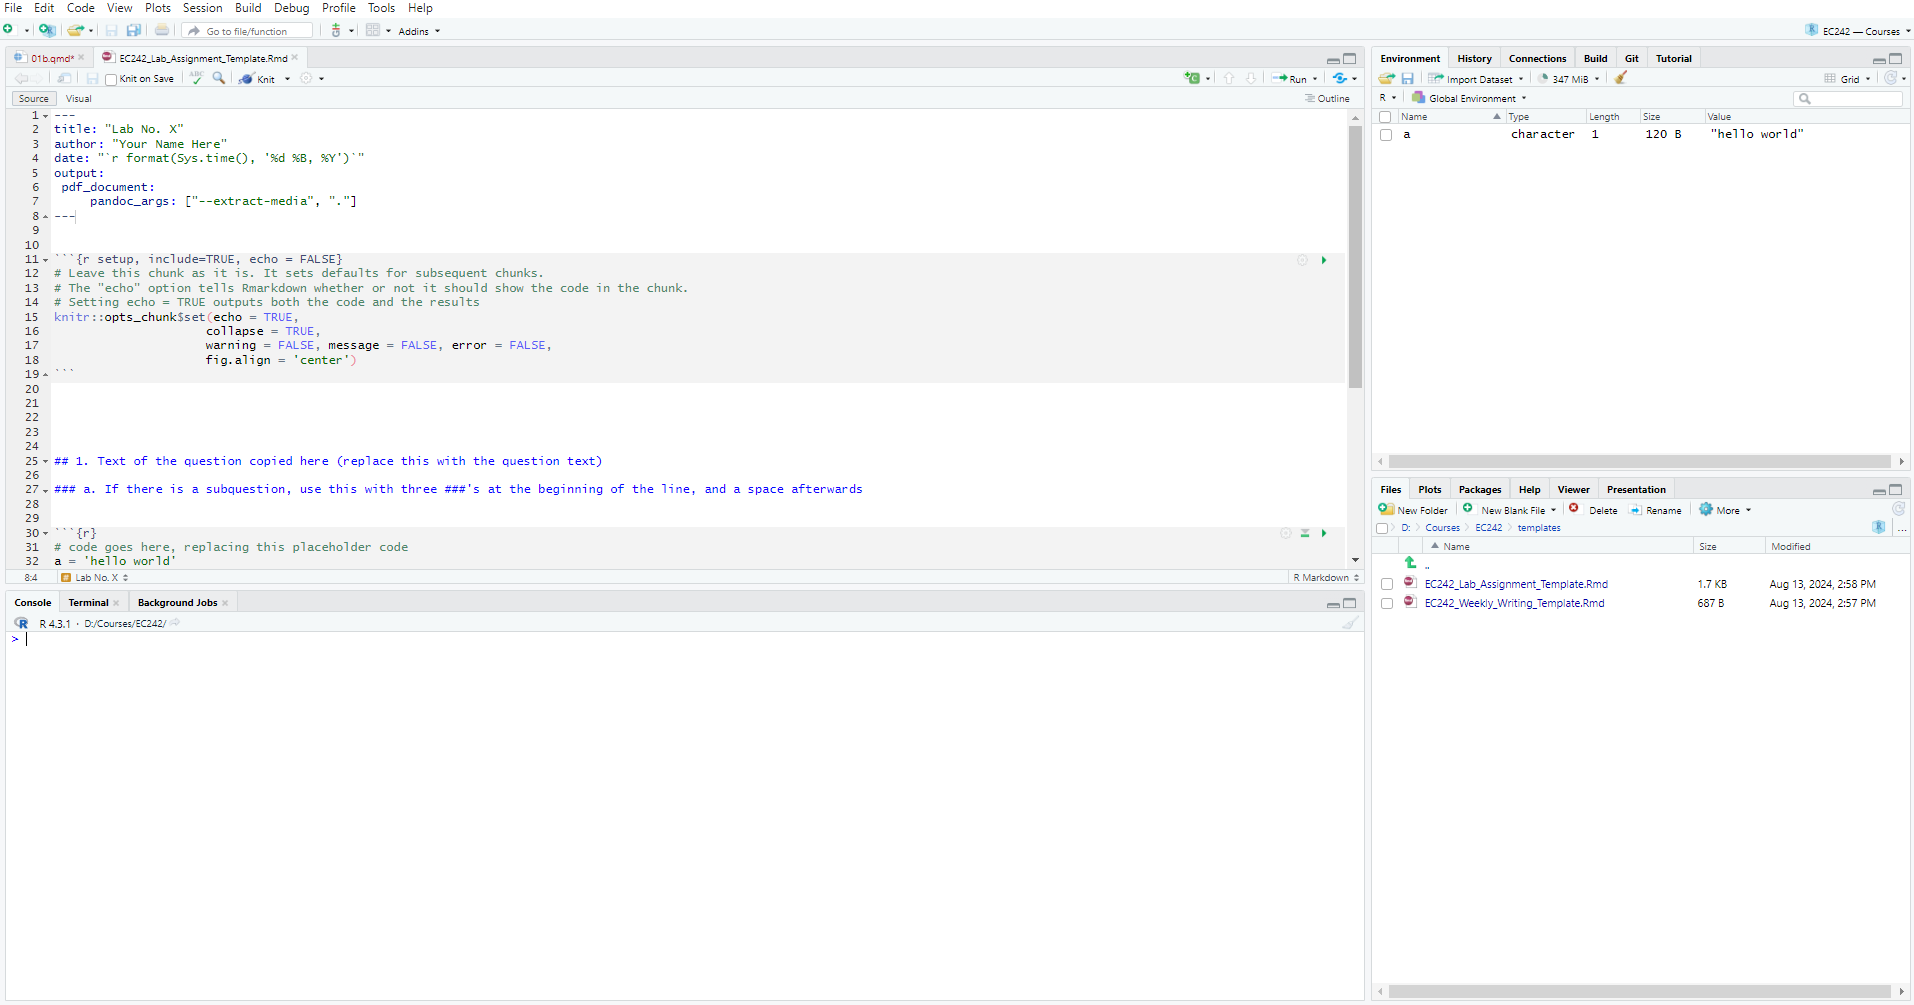 File Edit Code View Plots Session Build Debug Profile Tools Help
Go to file/function Addins EC242 — Courses
01b.qmd* EC242_Lab_Assignment_Template.Rmd
Knit on Save ABC Knit Run
Source Visual Outline
1 ---
2 title: "Lab No. X"
3 author: "Your Name Here"
4 date: "`r format(Sys.time(), '%d %B, %Y')`"
5 output:
6 pdf_document:
7 pandoc_args: ["--extract-media", "."]
8 ---
9
10
11 ```{r setup, include=TRUE, echo = FALSE}
12 # Leave this chunk as it is. It sets defaults for subsequent chunks.
13 # The "echo" option tells Rmarkdown whether or not it should show the code in the chunk.
14 # Setting echo = TRUE outputs both the code and the results
15 knitr::opts_chunk$set(echo = TRUE,
16 collapse = TRUE,
17 warning = FALSE, message = FALSE, error = FALSE,
18 fig.align = 'center')
19 ```
20
21
22
23
24
25 ## 1. Text of the question copied here (replace this with the question text)
26
27 ### a. If there is a subquestion, use this with three ###'s at the beginning of the line, and a space afterwards
28
29
30 ```{r}
31 # code goes here, replacing this placeholder code
32 a = 'hello world'
8:4 # Lab No. X R Markdown
Console Terminal Background Jobs
R R 4.3.1 · D:/Courses/EC242/
>
Environment History Connections Build Git Tutorial
Import Dataset 347 MiB Grid
R Global Environment
Name Type Length Size Value
a character 1 120 B "hello world"
Files Plots Packages Help Viewer Presentation
New Folder New Blank File Delete Rename More
D: Courses EC242 templates ...
Name Size Modified
..
EC242_Lab_Assignment_Template.Rmd 1.7 KB Aug 13, 2024, 2:58 PM
EC242_Weekly_Writing_Template.Rmd 687 B Aug 13, 2024, 2:57 PM